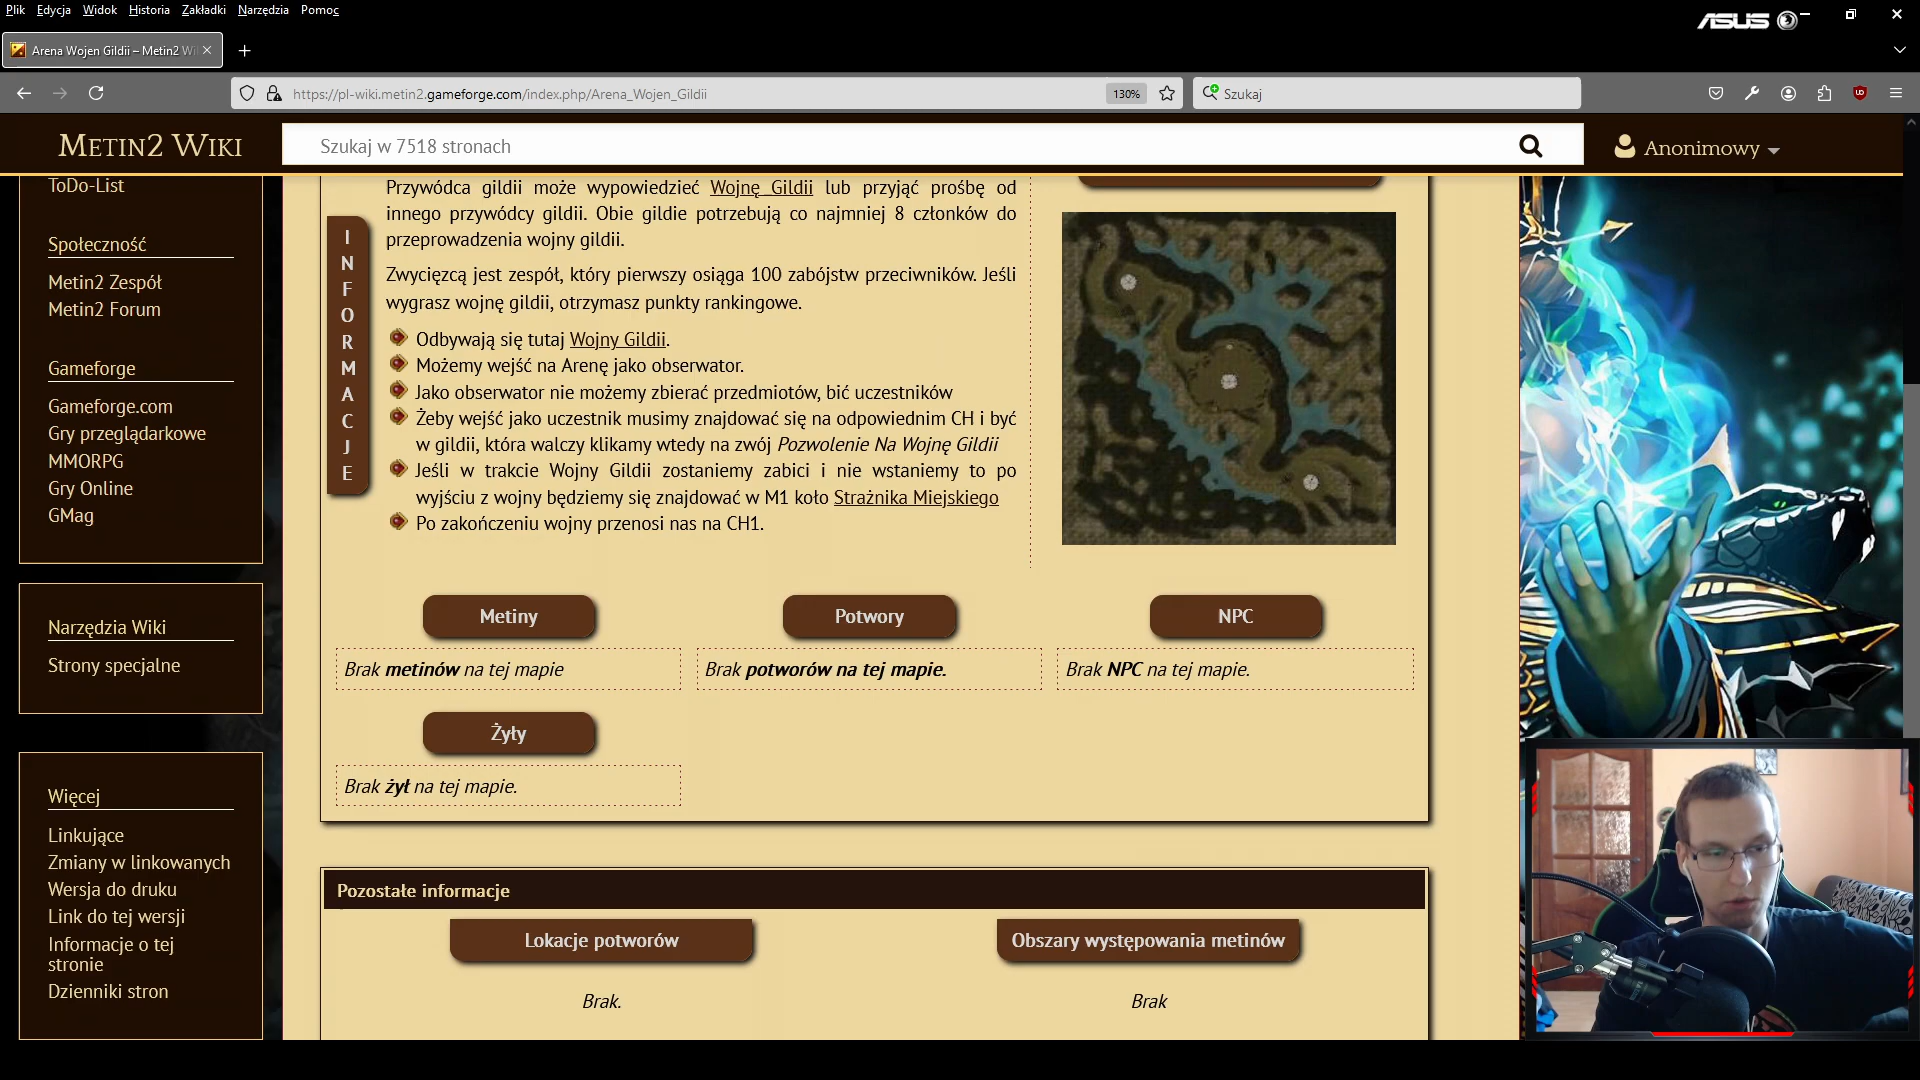 Plik Edycja Widok Historia Zakładki Narzędzia Pomoc
ASUS
Arena Wojen Gildii – Metin2 Wi
https://pl-wiki.metin2.gameforge.com/index.php/Arena_Wojen_Gildii
130%
Szukaj
Metin2 Wiki
Szukaj w 7518 stronach
Anonimowy
ToDo-List
Społeczność
Metin2 Zespół
Metin2 Forum
Gameforge
Gameforge.com
Gry przeglądarkowe
MMORPG
Gry Online
GMag
Narzędzia Wiki
Strony specjalne
Więcej
Linkujące
Zmiany w linkowanych
Wersja do druku
Link do tej wersji
Informacje o tej
stronie
Dzienniki stron
INFORMACJE
Przywódca gildii może wypowiedzieć Wojnę Gildii lub przyjąć prośbę od
innego przywódcy gildii. Obie gildie potrzebują co najmniej 8 członków do
przeprowadzenia wojny gildii.
Zwycięzcą jest zespół, który pierwszy osiąga 100 zabójstw przeciwników. Jeśli
wygrasz wojnę gildii, otrzymasz punkty rankingowe.
Odbywają się tutaj Wojny Gildii.
Możemy wejść na Arenę jako obserwator.
Jako obserwator nie możemy zbierać przedmiotów, bić uczestników
Żeby wejść jako uczestnik musimy znajdować się na odpowiednim CH i być
w gildii, która walczy klikamy wtedy na zwój Pozwolenie Na Wojnę Gildii
Jeśli w trakcie Wojny Gildii zostaniemy zabici i nie wstaniemy to po
wyjściu z wojny będziemy się znajdować w M1 koło Strażnika Miejskiego
Po zakończeniu wojny przenosi nas na CH1.
Metiny
Potwory
NPC
Brak metinów na tej mapie
Brak potworów na tej mapie.
Brak NPC na tej mapie.
Żyły
Brak żył na tej mapie.
Pozostałe informacje
Lokacje potworów
Obszary występowania metinów
Brak.
Brak